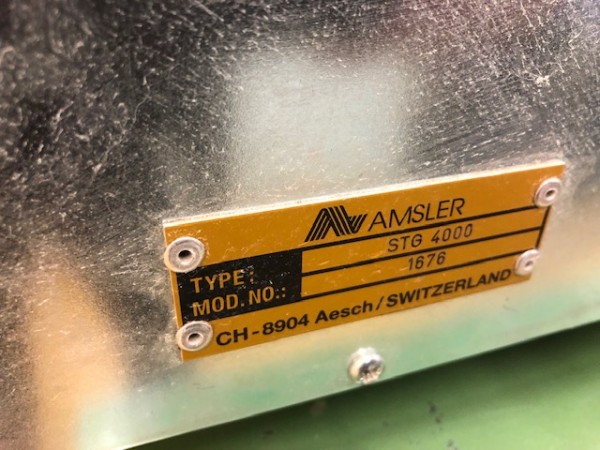 AMSLER
TYPE: STG 4000
MOD. NO.: 1676
CH-8904 Aesch/SWITZERLAND